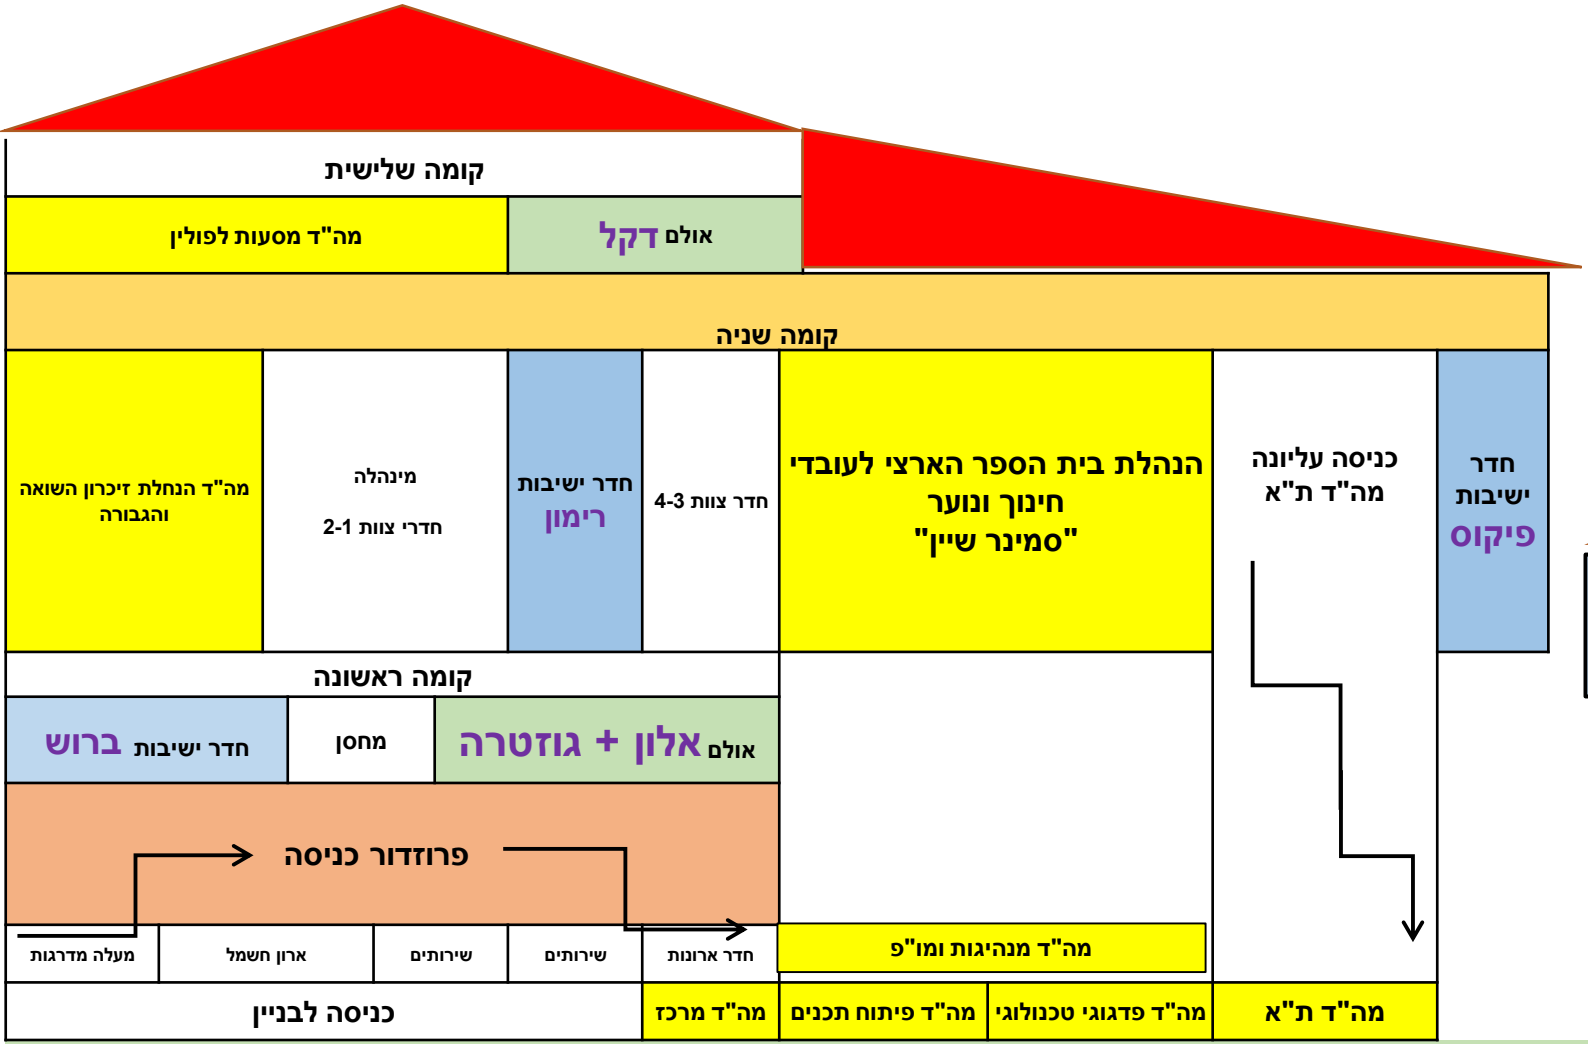 קומה שלישית
אולם דקל
מה"ד מסעות לפולין
קומה שניה
חדר
ישיבות
פיקוס
כניסה עליונה
מה"ד ת"א
הנהלת בית הספר הארצי לעובדי
חינוך ונוער
"סמינר שיין"
חדר צוות 4-3
חדר ישיבות
רימון
מינהלה
חדרי צוות 2-1
מה"ד הנחלת זיכרון השואה
והגבורה
קומה ראשונה
אולם אלון + גוזטרה
מחסן
חדר ישיבות ברוש
פרוזדור כניסה
מה"ד מנהיגות ומו"פ
חדר ארונות
שירותים
שירותים
ארון חשמל
מעלה מדרגות
מה"ד ת"א
מה"ד פדגוגי טכנולוגי
מה"ד פיתוח תכנים
מה"ד מרכז
כניסה לבניין